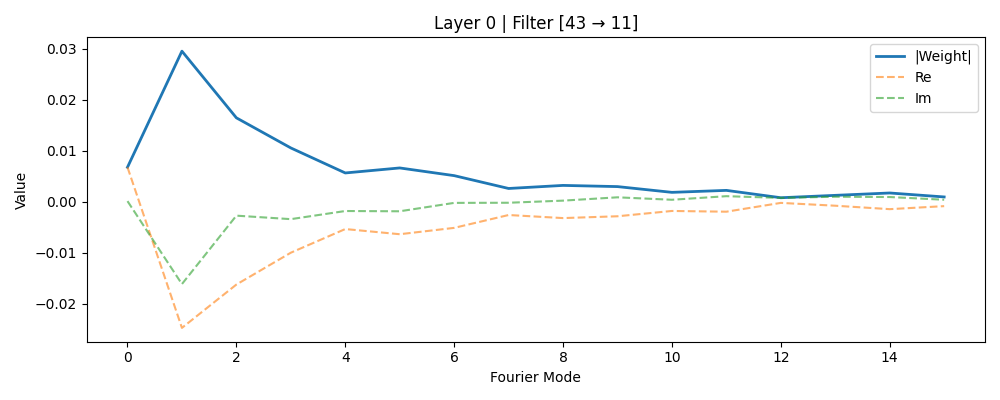 Layer 0 | Filter [43 → 11]
0.03
0.02
0.01
0.00
−0.01
−0.02
Value
|Weight|
Re
Im
0 2 4 6 8 10 12 14
Fourier Mode